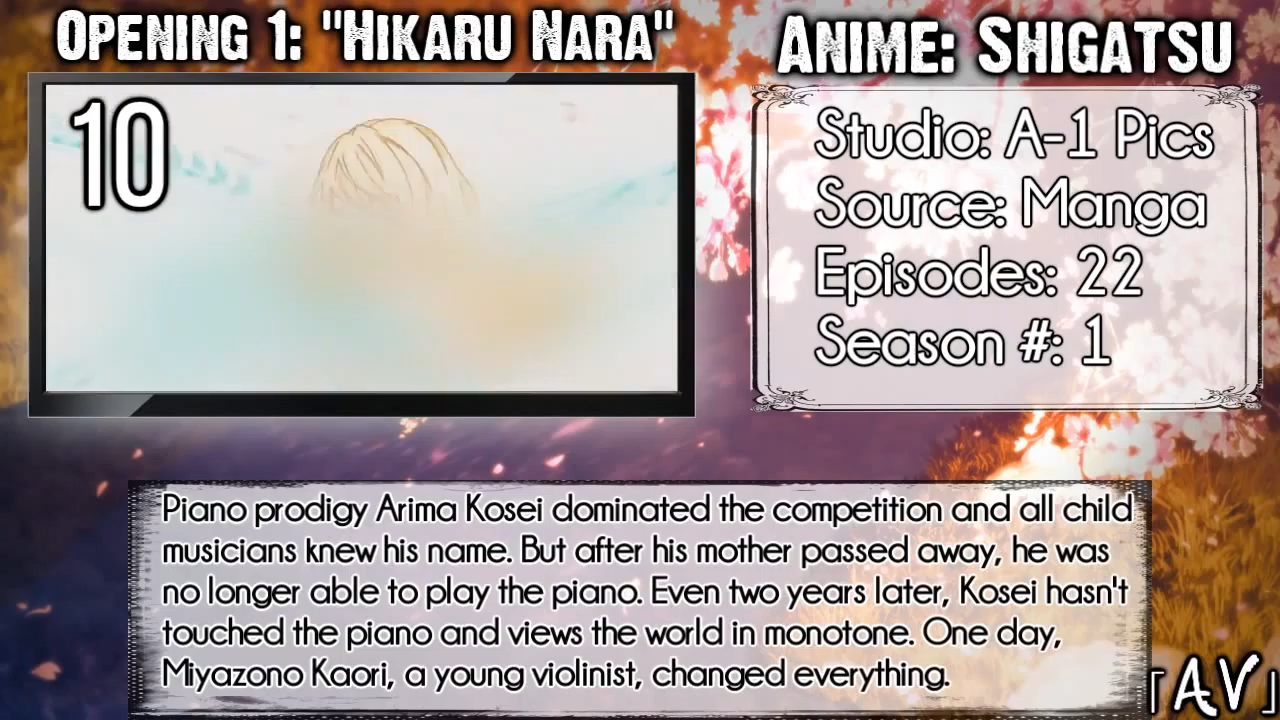 Opening 1: "Hikaru Nara"
Anime: Shigatsu
10
Studio: A-1 Pics
Source: Manga
Episodes: 22
Season #: 1
Piano prodigy Arima Kosei dominated the competition and all child
musicians knew his name. But after his mother passed away, he was
no longer able to play the piano. Even two years later, Kosei hasn't
touched the piano and views the world in monotone. One day,
Miyazono Kaori, a young violinist, changed everything.
「AV」